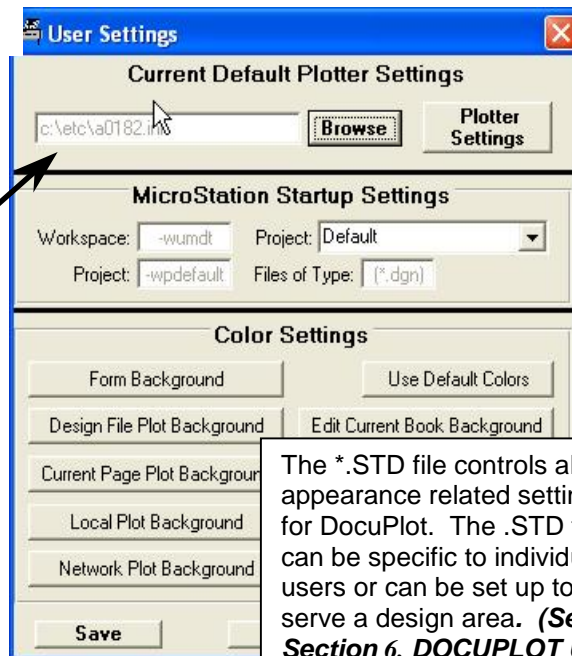 User Settings
Current Default Plotter Settings
c:\etc\a0182.ini
Browse
Plotter
Settings
MicroStation Startup Settings
Workspace: -wumdt Project: Default
Project: -wpdefault Files of Type: (*.dgn)
Color Settings
Form Background Use Default Colors
Design File Plot Background Edit Current Book Background
Current Page Plot Backgroun
Local Plot Background
Network Plot Background
Save
The *.STD file controls al
appearance related settin
for DocuPlot. The .STD
can be specific to individu
users or can be set up to
serve a design area. (Se
Section 6. DOCUPLOT